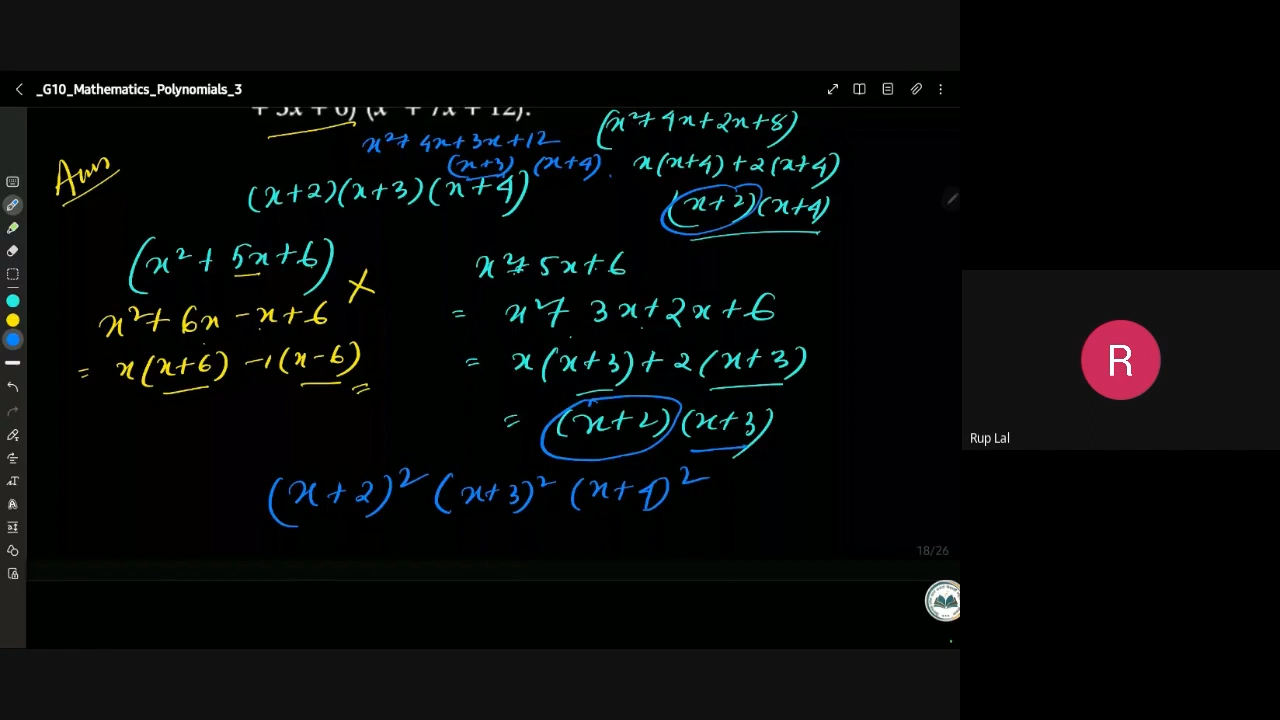 _G10_Mathematics_Polynomials_3
+ 5x + 6) (x² + 7x + 12).
x²+4x+3x+12
(x+3) (x+4).
(x²+4x+2x+8)
x(x+4)+2(x+4)
(x+2)(x+4)
Ans
(x+2)(x+3)(x+4)
(x²+5x+6)
x²+6x-x+6
= x(x+6) -1(x-6)
=
x²+5x+6
= x²+3x+2x+6
= x(x+3)+2(x+3)
= (x+2)(x+3)
(x+2)² (x+3)² (x+4)²
18/26
R
Rup Lal